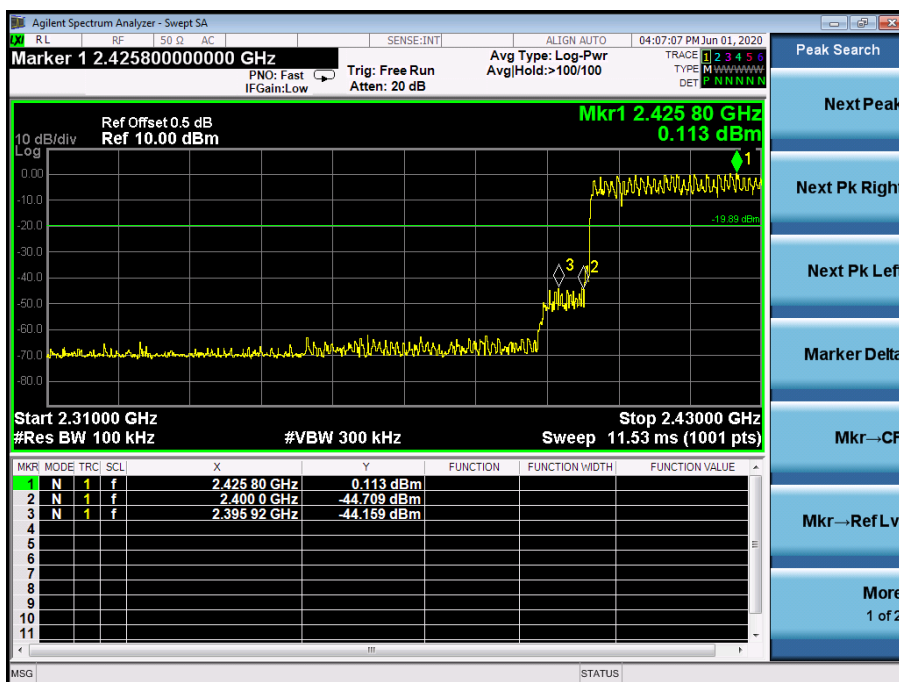 Agilent Spectrum Analyzer - Swept SA
LXI RL RF 50 Ω AC SENSE:INT ALIGN AUTO 04:07:07 PM Jun 01, 2020
Marker 1 2.425800000000 GHz
PNO: Fast
IFGain:Low
Trig: Free Run
Atten: 20 dB
Avg Type: Log-Pwr
Avg|Hold:>100/100
TRACE 1 2 3 4 5 6
TYPE M WWWWW
DET P N N N N N
Peak Search
Next Peak
Next Pk Right
Next Pk Left
Marker Delta
Mkr→CF
Mkr→Ref Lv
More
1 of 2
Mkr1 2.425 80 GHz
0.113 dBm
Ref Offset 0.5 dB
10 dB/div Ref 10.00 dBm
Log
0.00
-10.0
-20.0
-30.0
-40.0
-50.0
-60.0
-70.0
-80.0
1
-19.89 dBm
3
2
Start 2.31000 GHz Stop 2.43000 GHz
#Res BW 100 kHz #VBW 300 kHz Sweep 11.53 ms (1001 pts)
MKR MODE TRC SCL X Y FUNCTION FUNCTION WIDTH FUNCTION VALUE
1 N 1 f 2.425 80 GHz 0.113 dBm
2 N 1 f 2.400 0 GHz -44.709 dBm
3 N 1 f 2.395 92 GHz -44.159 dBm
4
5
6
7
8
9
10
11
MSG STATUS